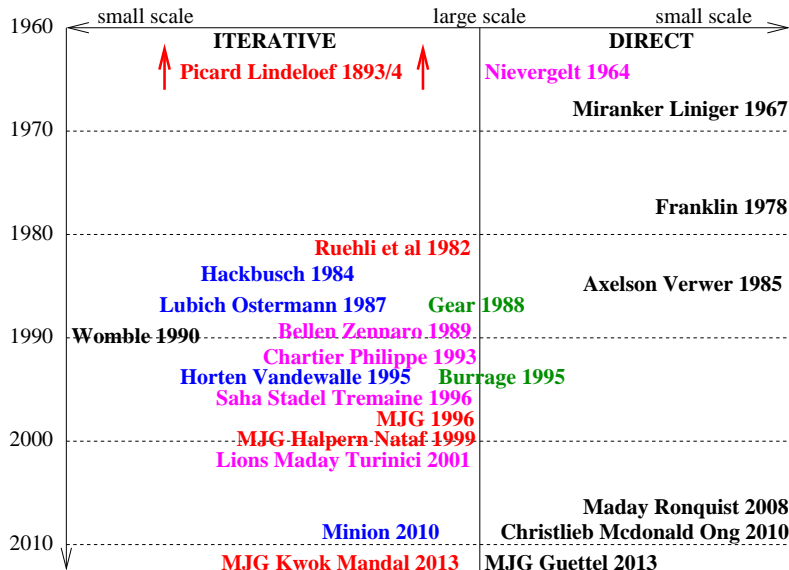 small scale large scale small scale
1960
ITERATIVE DIRECT
Picard Lindeloef 1893/4 Nievergelt 1964
Miranker Liniger 1967
1970
Franklin 1978
1980
Ruehli et al 1982
Hackbusch 1984
Axelson Verwer 1985
Lubich Ostermann 1987 Gear 1988
Bellen Zennaro 1989
1990 Womble 1990
Chartier Philippe 1993
Horten Vandewalle 1995 Burrage 1995
Saha Stadel Tremaine 1996
MJG 1996
2000 MJG Halpern Nataf 1999
Lions Maday Turinici 2001
Maday Ronquist 2008
Minion 2010 Christlieb Mcdonald Ong 2010
2010
MJG Kwok Mandal 2013 MJG Guettel 2013